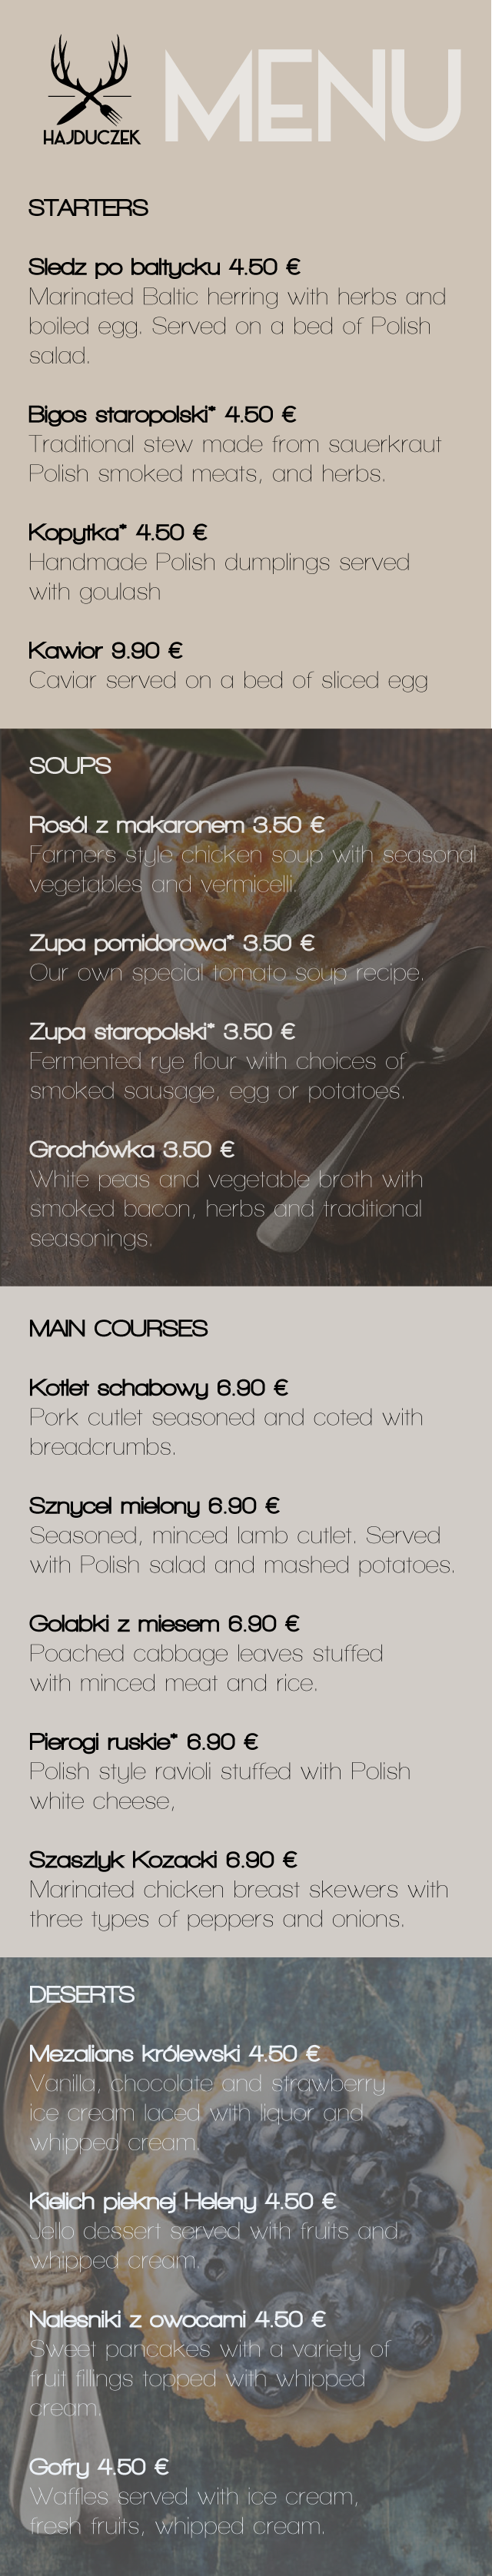 HAJDUCZEK
MENU
STARTERS
Sledz po bałtycku 4.50 €
Marinated Baltic herring with herbs and
boiled egg. Served on a bed of Polish
salad.
Bigos staropolski* 4.50 €
Traditional stew made from sauerkraut
Polish smoked meats, and herbs.
Kopytka* 4.50 €
Handmade Polish dumplings served
with goulash
Kawior 9.90 €
Caviar served on a bed of sliced egg
SOUPS
Rosół z makaronem 3.50 €
Farmers style chicken soup with seasonal
vegetables and vermicelli.
Zupa pomidorowa* 3.50 €
Our own special tomato soup recipe.
Zupa staropolski* 3.50 €
Fermented rye flour with choices of
smoked sausage, egg or potatoes.
Grochówka 3.50 €
White peas and vegetable broth with
smoked bacon, herbs and traditional
seasonings.
MAIN COURSES
Kotlet schabowy 6.90 €
Pork cutlet seasoned and coted with
breadcrumbs.
Sznycel mielony 6.90 €
Seasoned, minced lamb cutlet. Served
with Polish salad and mashed potatoes.
Golabki z miesem 6.90 €
Poached cabbage leaves stuffed
with minced meat and rice.
Pierogi ruskie* 6.90 €
Polish style ravioli stuffed with Polish
white cheese,
Szaszlyk Kozacki 6.90 €
Marinated chicken breast skewers with
three types of peppers and onions.
DESERTS
Mezalians królewski 4.50 €
Vanilla, chocolate and strawberry
ice cream laced with liquor and
whipped cream.
Kielich pieknej Heleny 4.50 €
Jello dessert served with fruits and
whipped cream.
Nalesniki z owocami 4.50 €
Sweet pancakes with a variety of
fruit fillings topped with whipped
cream.
Gofry 4.50 €
Waffles served with ice cream,
fresh fruits, whipped cream.